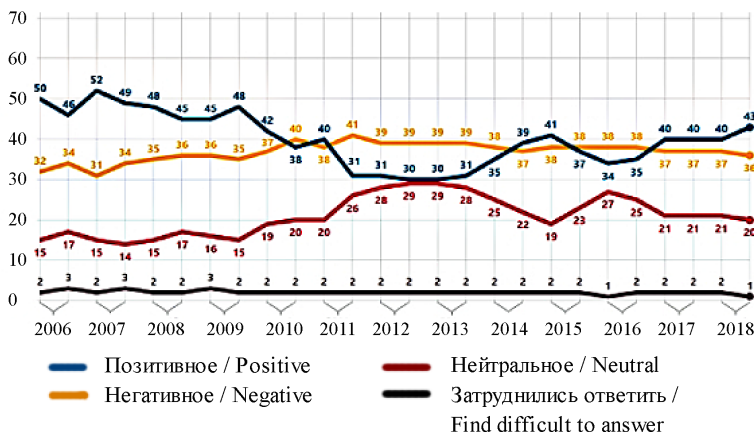 70
60
50
40
30
20
10
0
50 46 52 49 48 45 45 48 42 38 40 31 31 30 30 31 35 39 41 37 34 35 40 40 40 43
32 34 31 34 35 36 36 35 37 40 38 41 39 39 39 39 38 37 38 38 38 38 37 37 37 36
15 17 15 14 15 17 16 15 19 20 20 26 28 29 29 28 25 22 19 23 27 25 21 21 21 20
2 3 2 3 2 2 3 2 2 2 2 2 2 2 2 2 2 2 2 2 1 2 2 2 2 1
2006 2007 2008 2009 2010 2011 2012 2013 2014 2015 2016 2017 2018
Позитивное / Positive
Негативное / Negative
Нейтральное / Neutral
Затруднились ответить /
Find difficult to answer